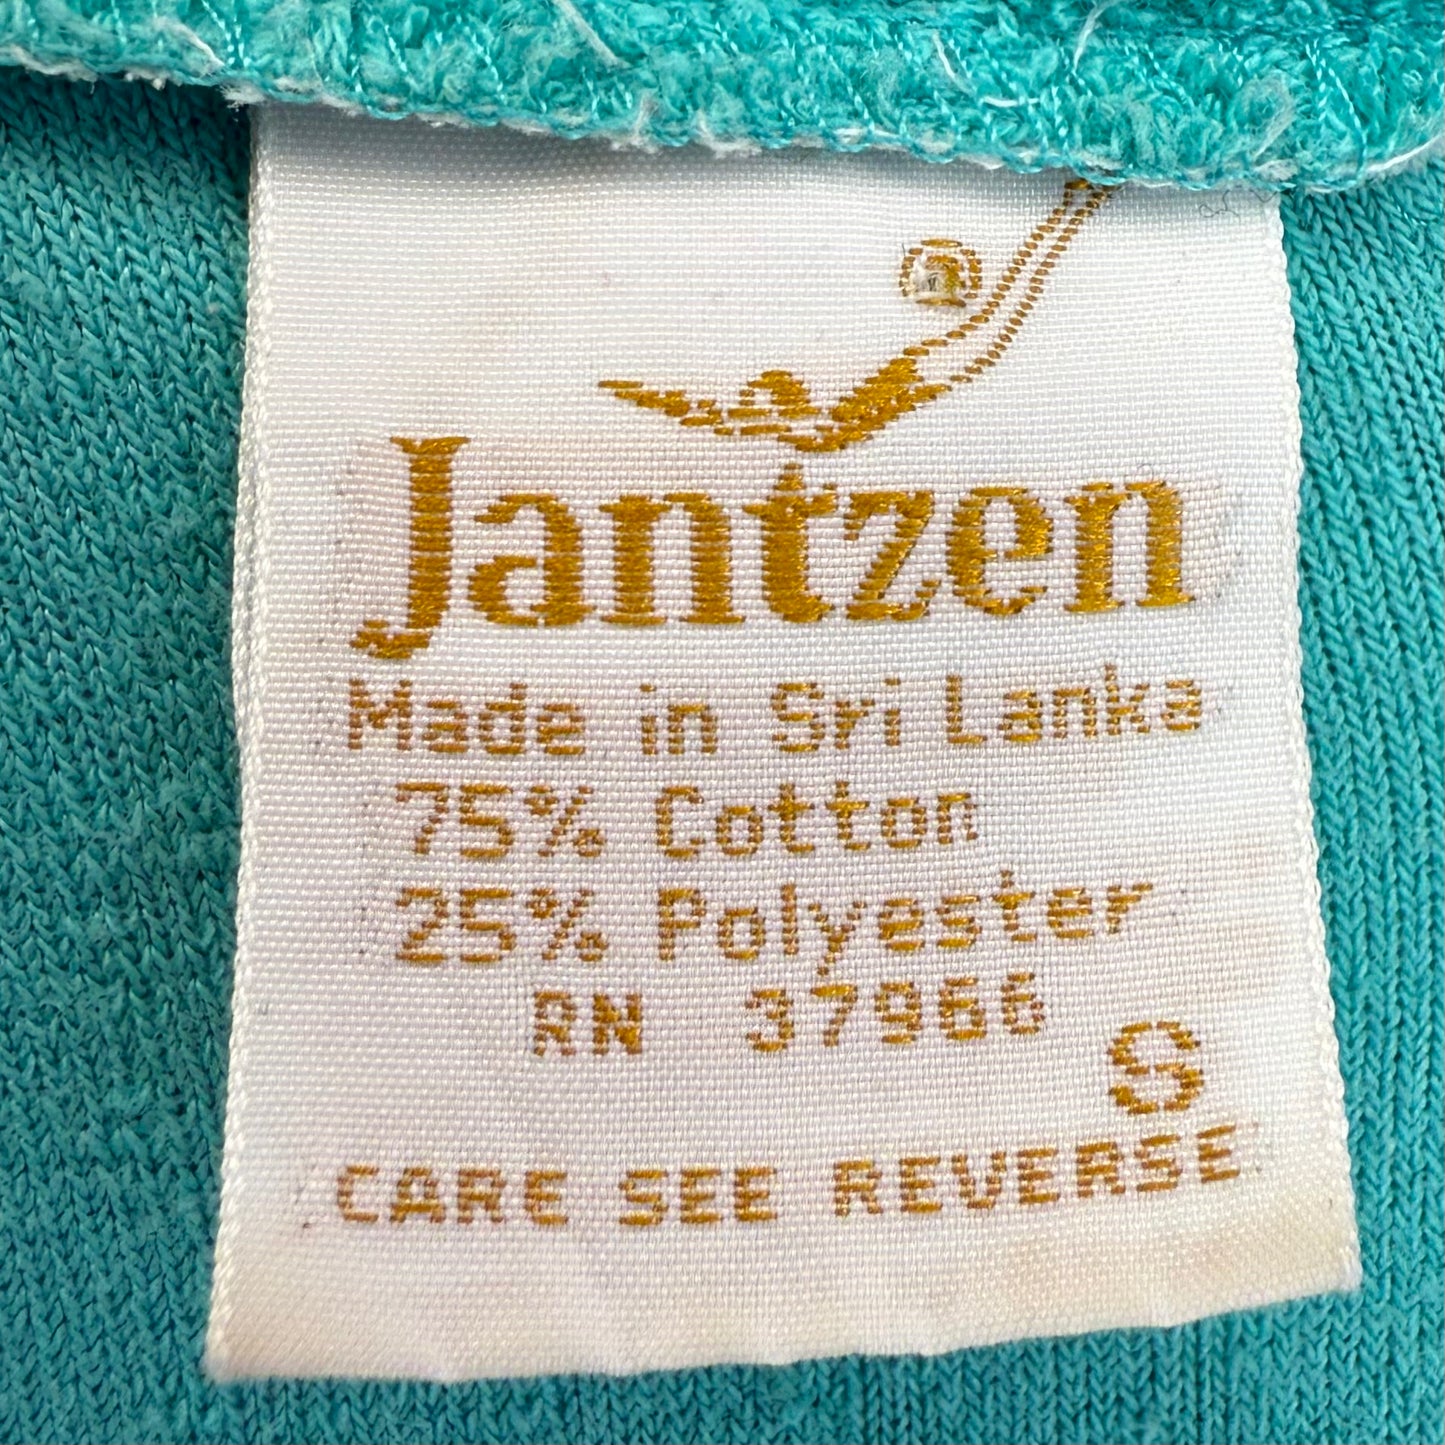 Jantzen
Made in Sri Lanka
75% Cotton
25% Polyester
RN 37966
S
CARE SEE REVERSE